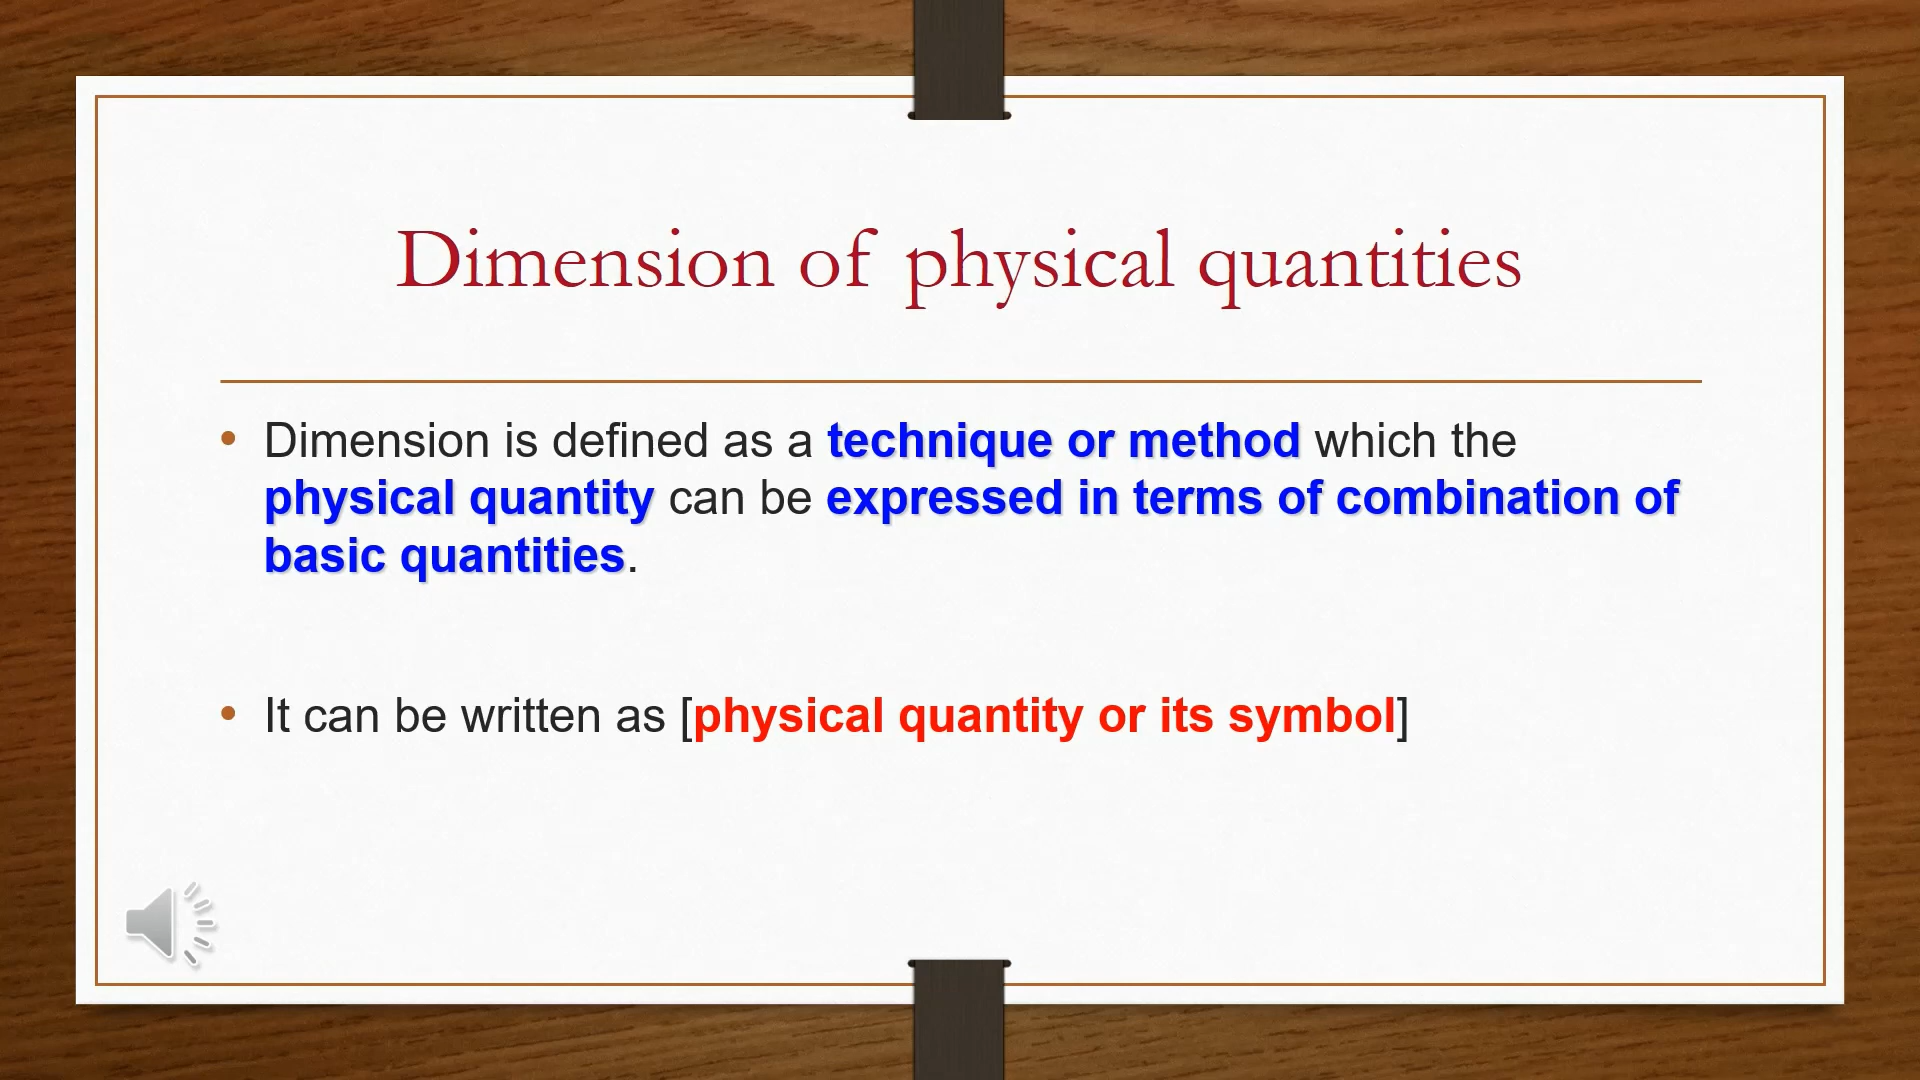 Dimension of physical quantities
• Dimension is defined as a technique or method which the
physical quantity can be expressed in terms of combination of
basic quantities.
• It can be written as [physical quantity or its symbol]